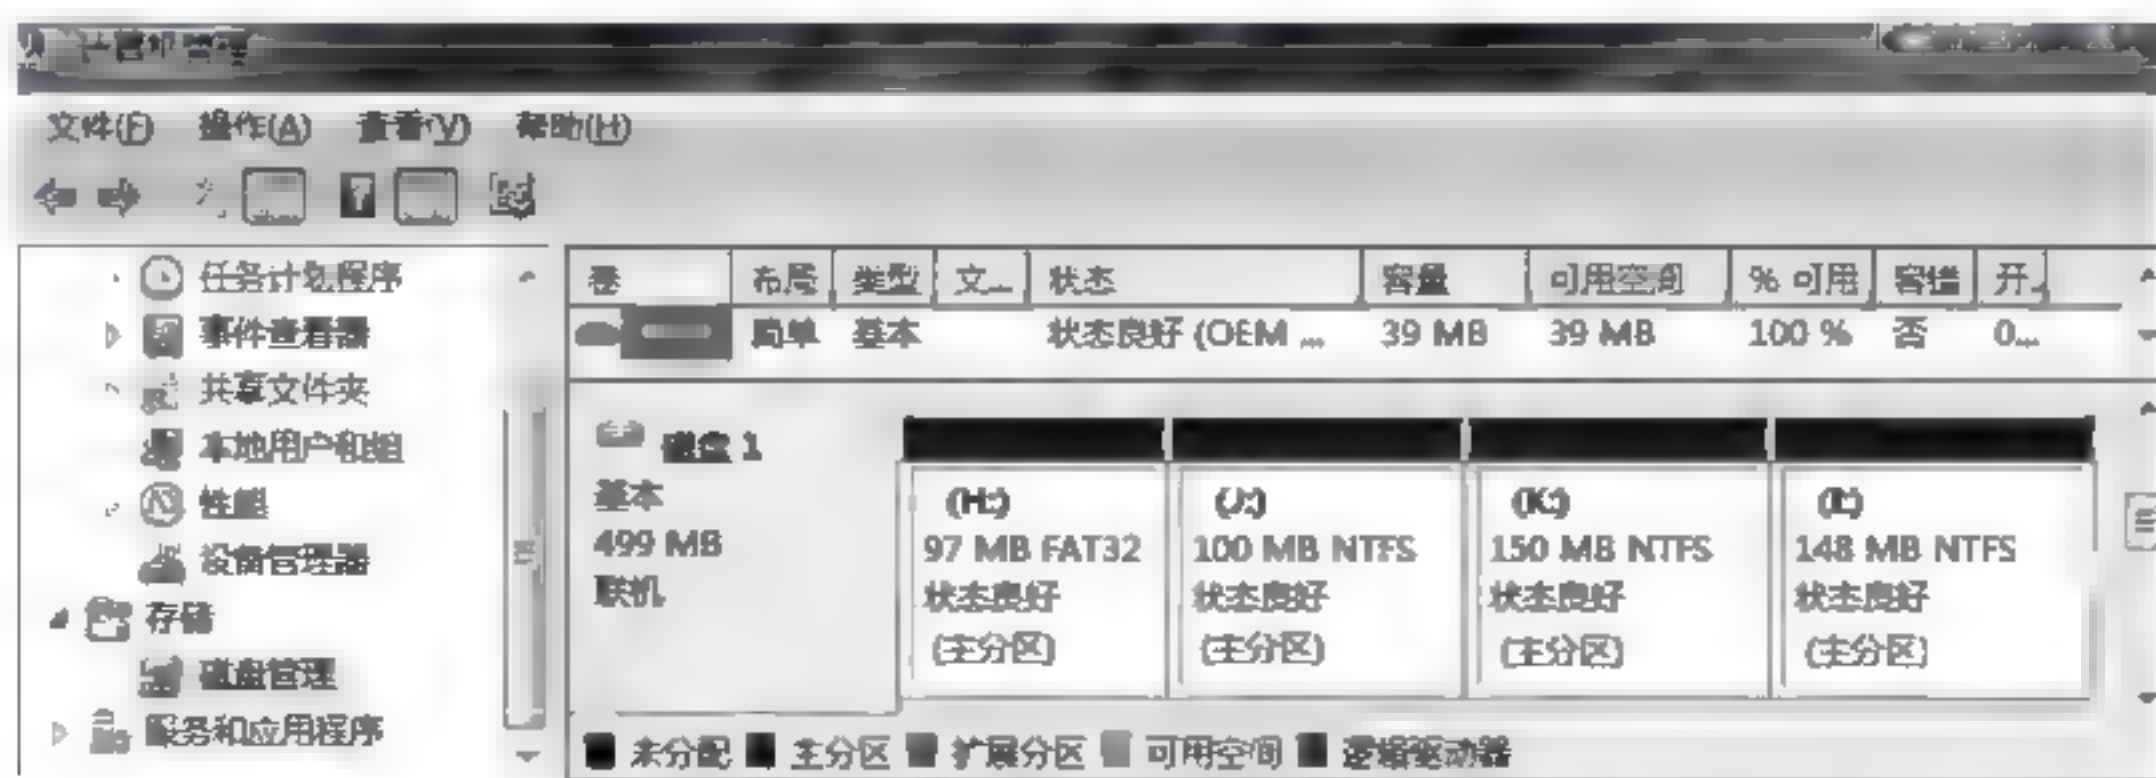 计算机管理
文件(F) 操作(A) 查看(V) 帮助(H)
任务计划程序
事件查看器
共享文件夹
本地用户和组
性能
设备管理器
存储
磁盘管理
服务和应用程序
卷 布局 类型 文... 状态 容量 可用空间 % 可用 容错 开.
简单 基本 状态良好 (OEM ... 39 MB 39 MB 100 % 否 0...
磁盘 1
基本
499 MB
联机
(H:)
97 MB FAT32
状态良好
(主分区)
(J:)
100 MB NTFS
状态良好
(主分区)
(K:)
150 MB NTFS
状态良好
(主分区)
148 MB NTFS
状态良好
(主分区)
未分配 主分区 扩展分区 可用空间 逻辑驱动器